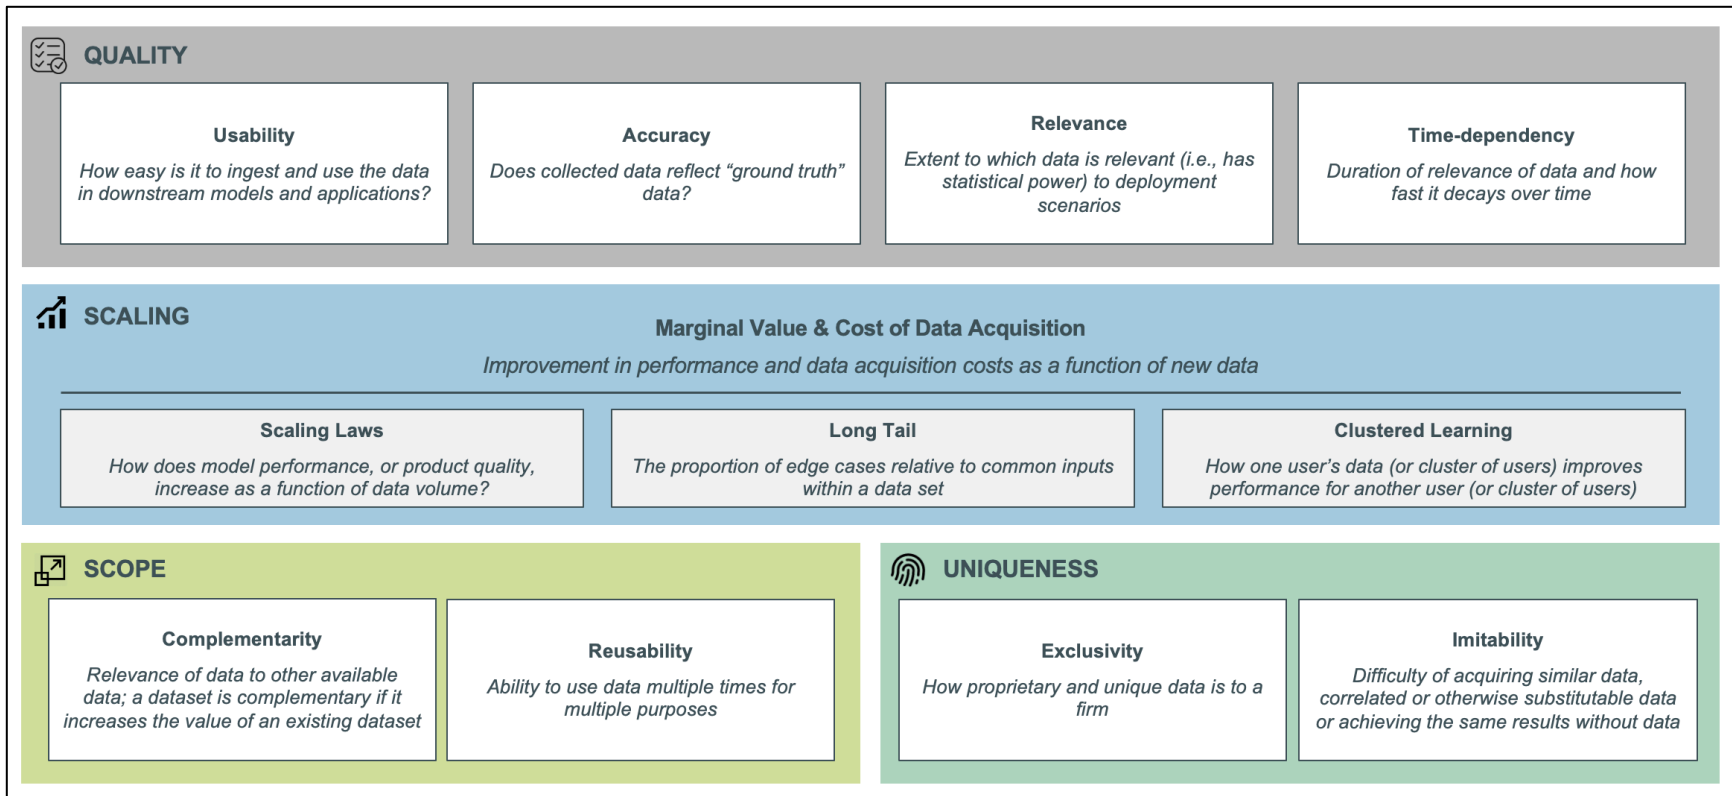 QUALITY
Usability
How easy is it to ingest and use the data
in downstream models and applications?
Accuracy
Does collected data reflect “ground truth”
data?
Relevance
Extent to which data is relevant (i.e., has
statistical power) to deployment
scenarios
Time-dependency
Duration of relevance of data and how
fast it decays over time
SCALING
Marginal Value & Cost of Data Acquisition
Improvement in performance and data acquisition costs as a function of new data
Scaling Laws
How does model performance, or product quality,
increase as a function of data volume?
Long Tail
The proportion of edge cases relative to common inputs
within a data set
Clustered Learning
How one user’s data (or cluster of users) improves
performance for another user (or cluster of users)
SCOPE
Complementarity
Relevance of data to other available
data; a dataset is complementary if it
increases the value of an existing dataset
Reusability
Ability to use data multiple times for
multiple purposes
UNIQUENESS
Exclusivity
How proprietary and unique data is to a
firm
Imitability
Difficulty of acquiring similar data,
correlated or otherwise substitutable data
or achieving the same results without data